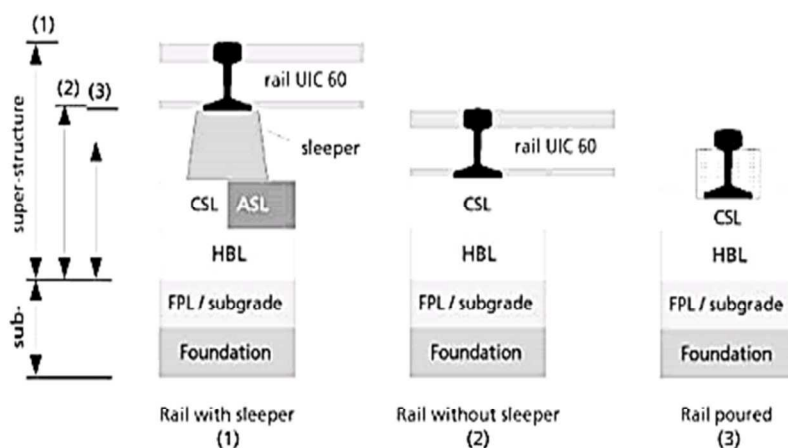 (1)
(2)
(3)
super-structure
sub-
rail UIC 60
sleeper
CSL
ASL
HBL
FPL / subgrade
Foundation
Rail with sleeper
(1)
rail UIC 60
CSL
HBL
FPL / subgrade
Foundation
Rail without sleeper
(2)
CSL
HBL
FPL / subgrade
Foundation
Rail poured
(3)